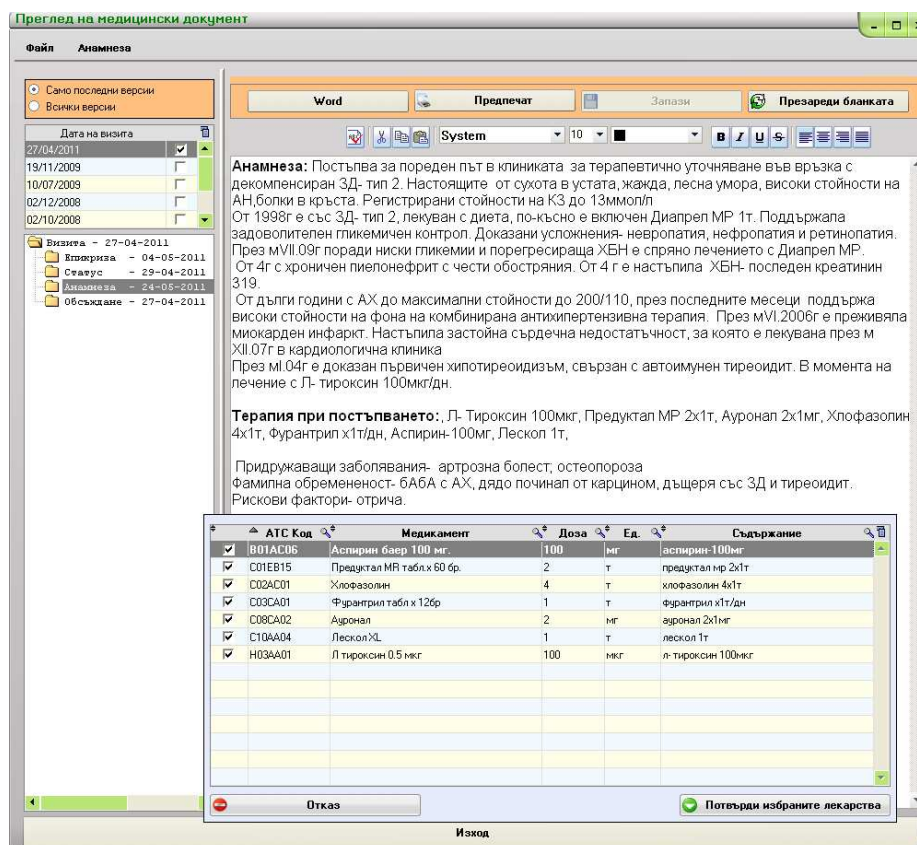 Преглед на медицински документ
Файл Анамнеза
Само последни версии
Всички версии
Word Предпечат Запази Презареди бланката
Дата на визита
27/04/2011
19/11/2009
10/07/2009
02/12/2008
02/10/2008
System 10 B I U S
Визита - 27-04-2011
Епикриза - 04-05-2011
Статус - 29-04-2011
Анамнеза - 24-05-2011
Обсъждане - 27-04-2011
Анамнеза: Постъпва за пореден път в клиниката за терапевтично уточняване във връзка с
декомпенсиран ЗД- тип 2. Настоящите от сухота в устата, жажда, лесна умора, високи стойности на
АН,болки в кръста. Регистрирани стойности на КЗ до 13ммол/л
От 1998г е със ЗД- тип 2, лекуван с диета, по-късно е включен Диапрел МР 1т. Поддържала
задоволителен гликемичен контрол. Доказани усложнения- невропатия, нефропатия и ретинопатия.
През мVII.09г поради ниски гликемии и порегресираща ХБН е спряно лечението с Диапрел МР.
От 4г с хроничен пиелонефрит с чести обостряния. От 4 г е настъпила ХБН- последен креатинин
319.
От дълги години с АХ до максимални стойности до 200/110, през последните месеци поддържа
високи стойности на фона на комбинирана антихипертензивна терапия. През мVI.2006г е преживяла
миокарден инфаркт. Настъпила застойна сърдечна недостатъчност, за която е лекувана през м
XII.07г в кардиологична клиника
През мI.04г е доказан първичен хипотиреоидизъм, свързан с автоимунен тиреоидит. В момента на
лечение с Л- тироксин 100мкг/дн.
Терапия при постъпването:, Л- Тироксин 100мкг, Предуктал МР 2х1т, Ауронал 2х1мг, Хлофазолин
4х1т, Фурантрил х1т/дн, Аспирин-100мг, Лескол 1т,
Придружаващи заболявания- артрозна болест, остеопороза
Фамилна обремененост- бАбА с АХ, дядо починал от карцином, дъщеря със ЗД и тиреоидит.
Рискови фактори- отрича.
АТС Код Медикамент Доза Ед. Съдържание
B01AC06 Аспирин баер 100 мг. 100 мг аспирин-100мг
C01EB15 Предуктал MR табл.х 60 бр. 2 т предуктал мр 2х1т
C02AC01 Хлофазолин 4 т хлофазолин 4х1т
C03CA01 Фурантрил табл х 12бр 1 т фурантрил х1т/дн
C08CA02 Ауронал 2 мг ауронал 2х1мг
C10AA04 Лескол XL 1 т лескол 1т
H03AA01 Л тироксин 0.5 мкг 100 мкг л- тироксин 100мкг
Отказ Потвърди избраните лекарства
Изход